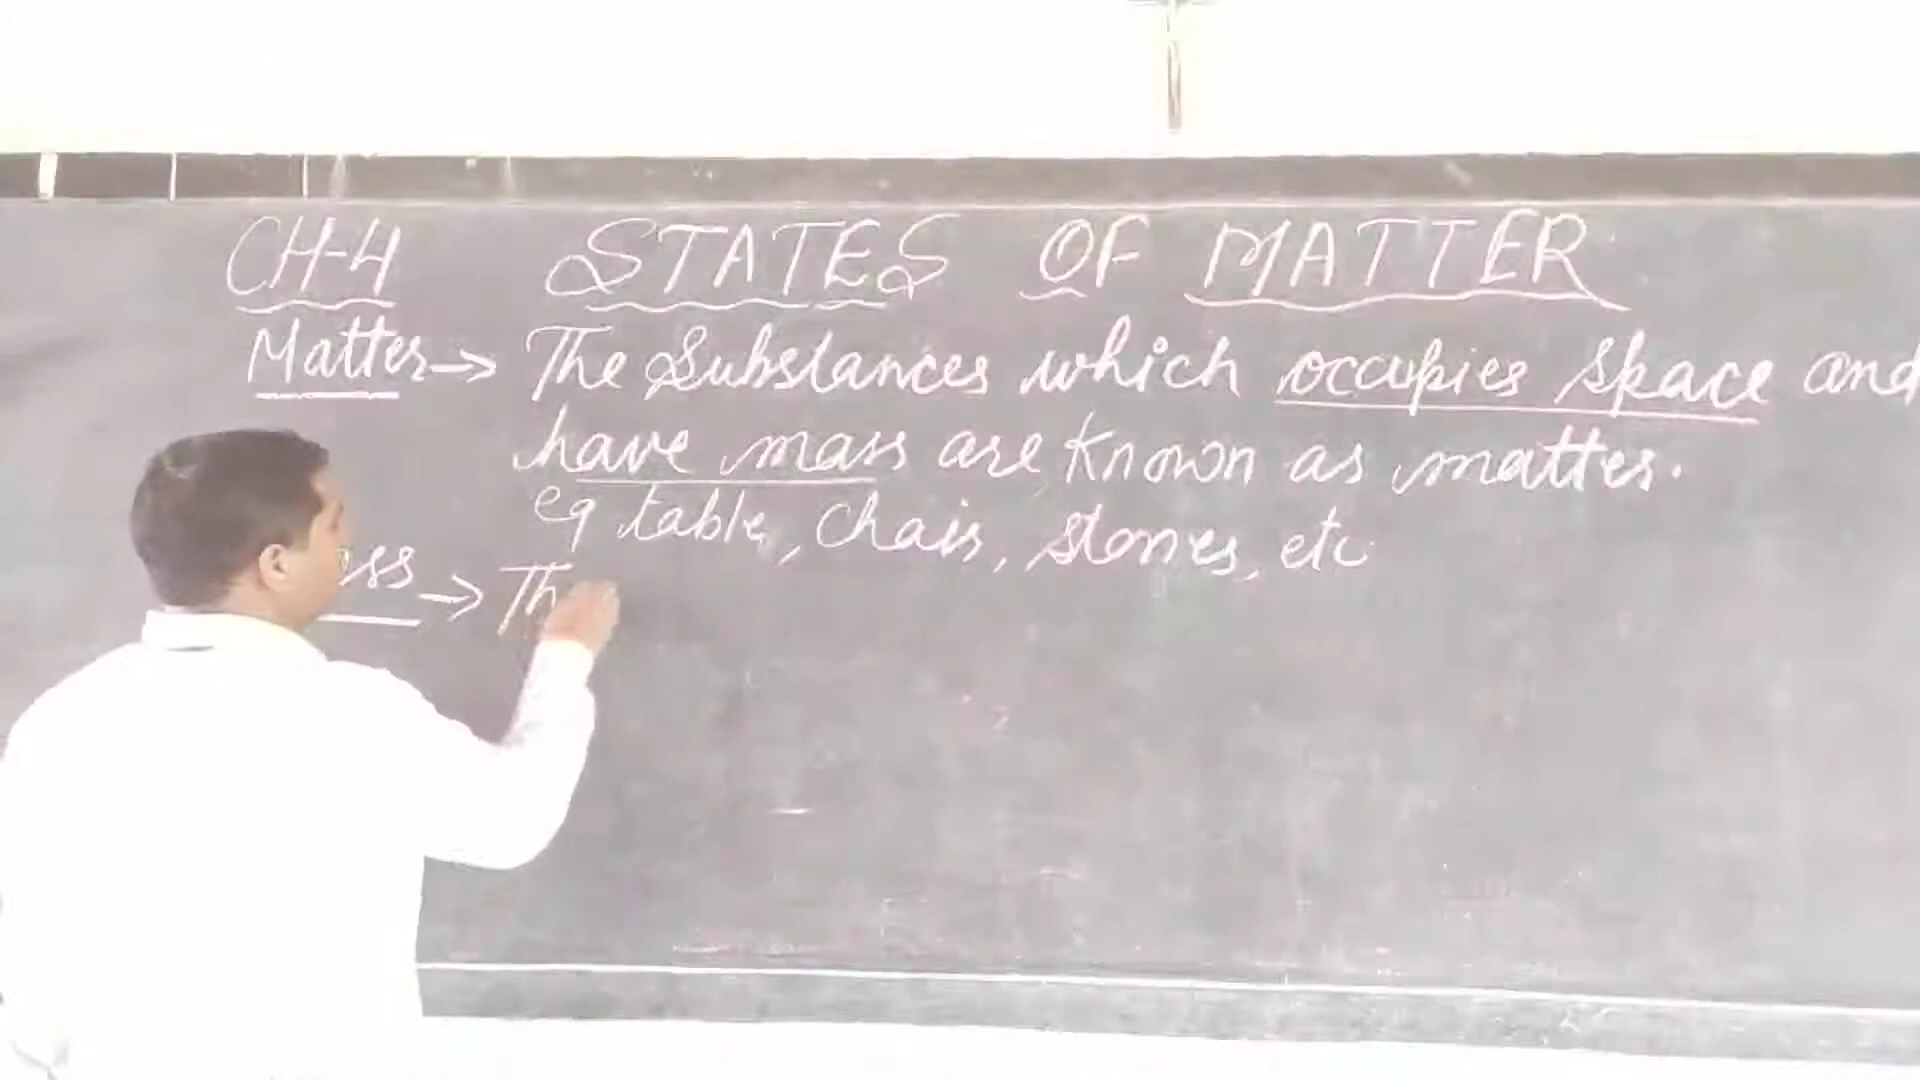 CH-4 STATES OF MATTER
Matter → The Substances which occupies space and
have mass are known as matter.
eg table, Chair, stones, etc
ss → Th